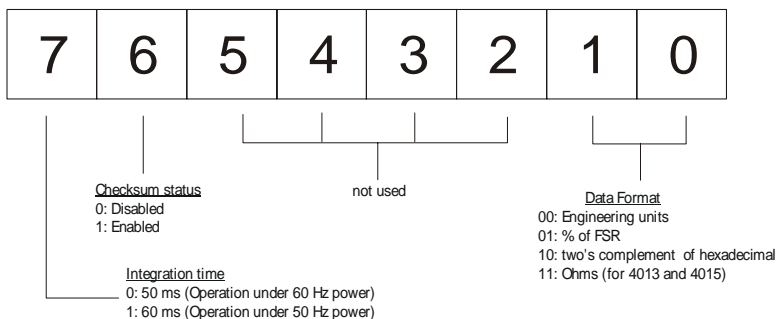 7 6 5 4 3 2 1 0
Checksum status
0: Disabled
1: Enabled
not used
Data Format
00: Engineering units
01: % of FSR
10: two's complement of hexadecimal
11: Ohms (for 4013 and 4015)
Integration time
0: 50 ms (Operation under 60 Hz power)
1: 60 ms (Operation under 50 Hz power)